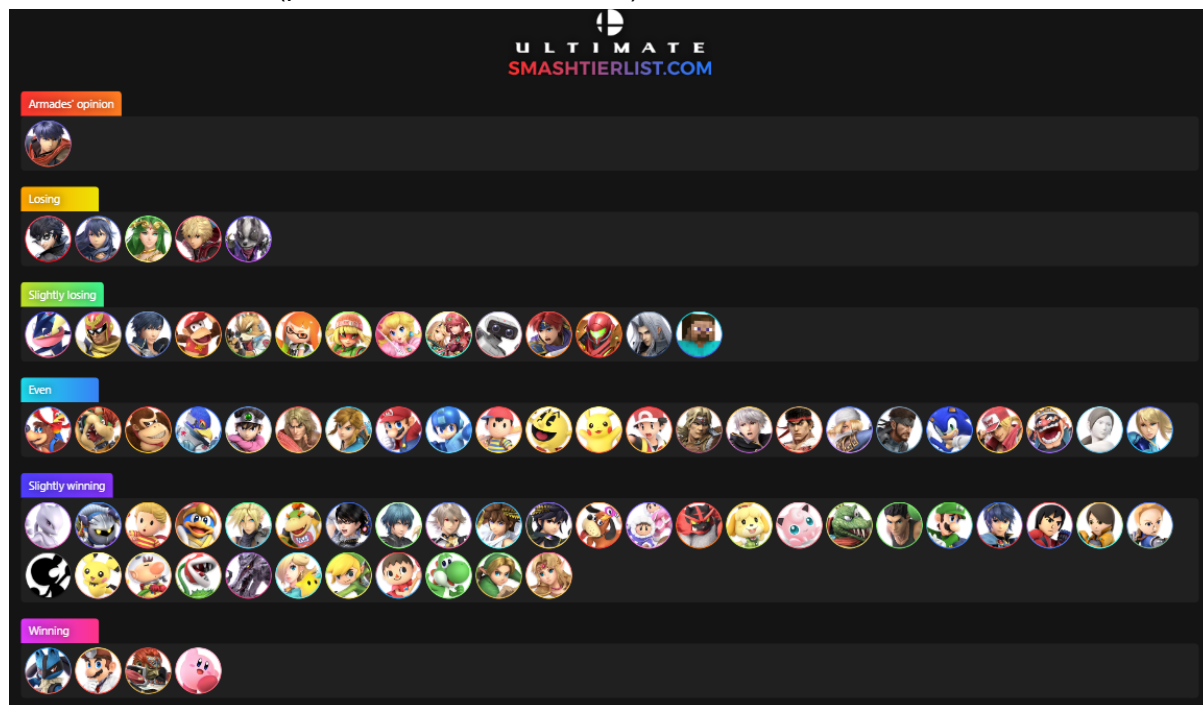 ULTIMATE
SMASHTIERLIST.COM
Armades' opinion
Losing
Slightly losing
Even
Slightly winning
Winning